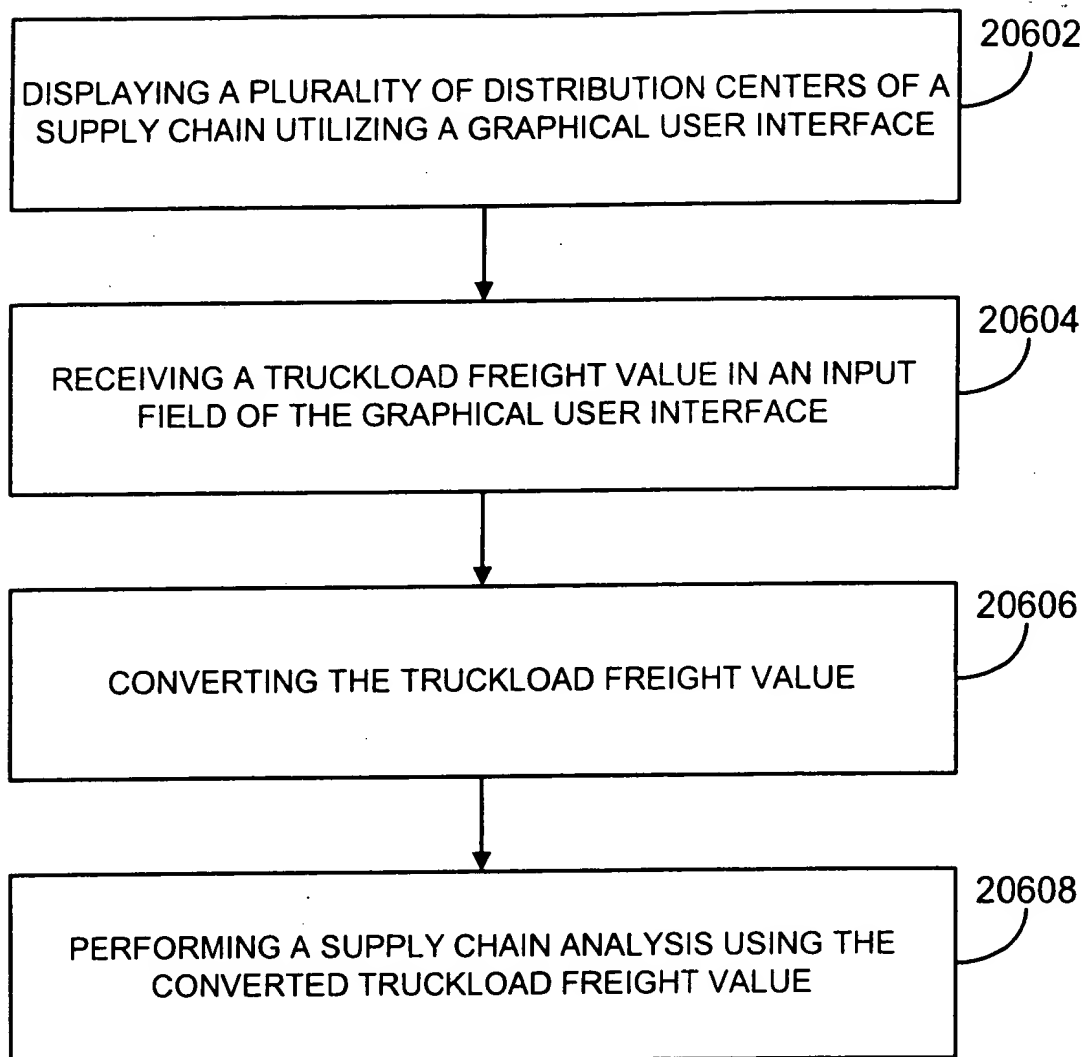 20602
DISPLAYING A PLURALITY OF DISTRIBUTION CENTERS OF A
SUPPLY CHAIN UTILIZING A GRAPHICAL USER INTERFACE
20604
RECEIVING A TRUCKLOAD FREIGHT VALUE IN AN INPUT
FIELD OF THE GRAPHICAL USER INTERFACE
20606
CONVERTING THE TRUCKLOAD FREIGHT VALUE
20608
PERFORMING A SUPPLY CHAIN ANALYSIS USING THE
CONVERTED TRUCKLOAD FREIGHT VALUE